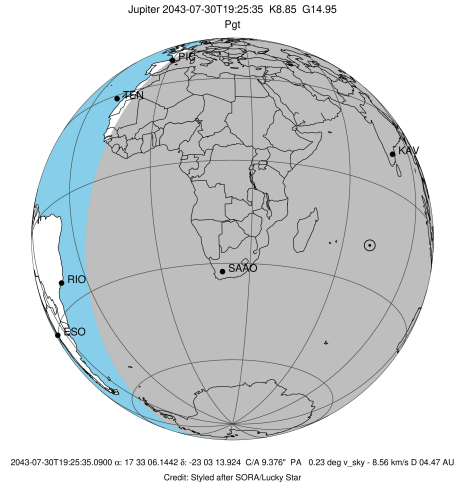 Jupiter 2043-07-30T19:25:35 K8.85 G14.95
Pgt
PIC
TEN
KAV
SAAO
RIO
ESO
2043-07-30T19:25:35.0900 α: 17 33 06.1442 δ: -23 03 13.924 C/A 9.376" PA 0.23 deg v_sky - 8.56 km/s D 04.47 AU
Credit: Styled after SORA/Lucky Star